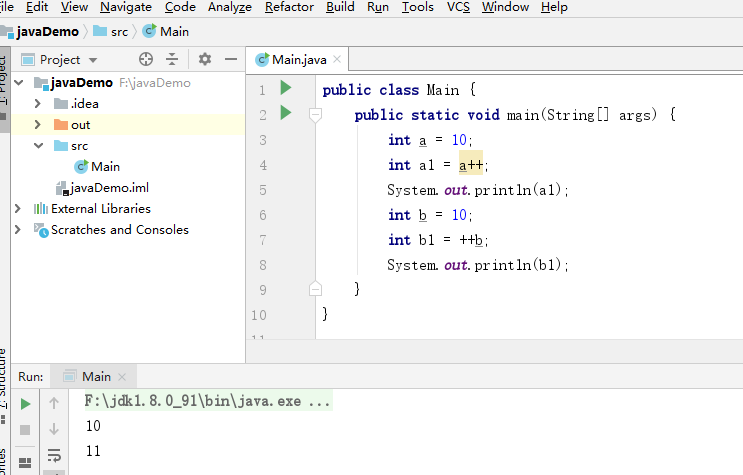 File Edit View Navigate Code Analyze Refactor Build Run Tools VCS Window Help
javaDemo src Main
1: Project
Project
javaDemo F:\javaDemo
.idea
out
src
Main
javaDemo.iml
External Libraries
Scratches and Consoles
Main.java
1 public class Main {
2 public static void main(String[] args) {
3 int a = 10;
4 int a1 = a++;
5 System.out.println(a1);
6 int b = 10;
7 int b1 = ++b;
8 System.out.println(b1);
9 }
10 }
11
7: Structure
Run: Main
F:\jdk1.8.0_91\bin\java.exe ...
10
11